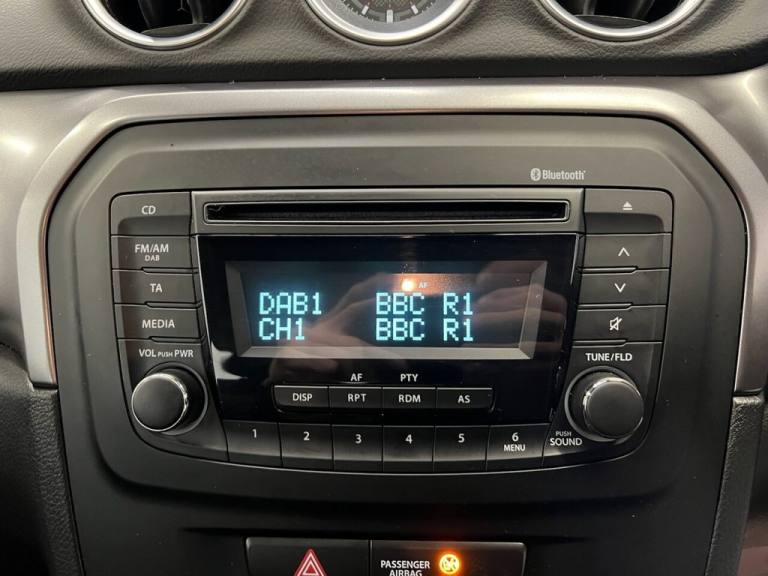 Bluetooth
CD
FM/AM
DAB
TA
MEDIA
VOL PUSH PWR
AF
DAB1 BBC R1
CH1 BBC R1
AF PTY
DISP RPT RDM AS
1 2 3 4 5 6
MENU
TUNE/FLD
PUSH
SOUND
PASSENGER
AIRBAG